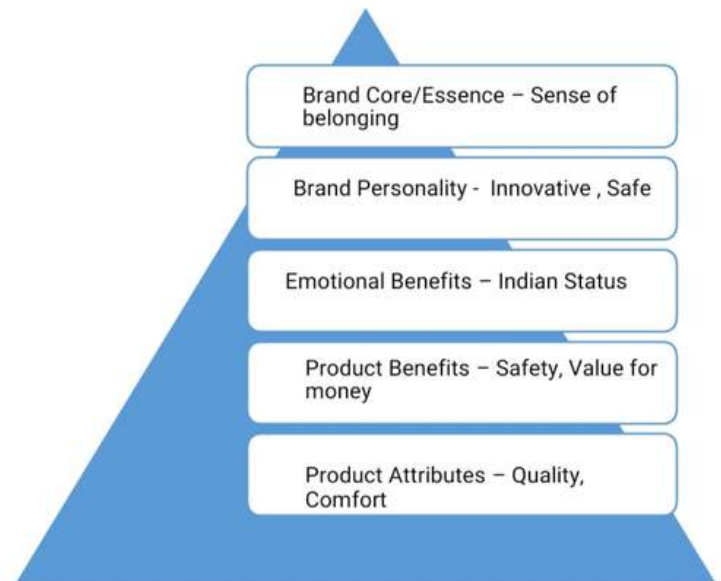 Brand Core/Essence – Sense of
belonging
Brand Personality - Innovative , Safe
Emotional Benefits – Indian Status
Product Benefits – Safety, Value for
money
Product Attributes – Quality,
Comfort